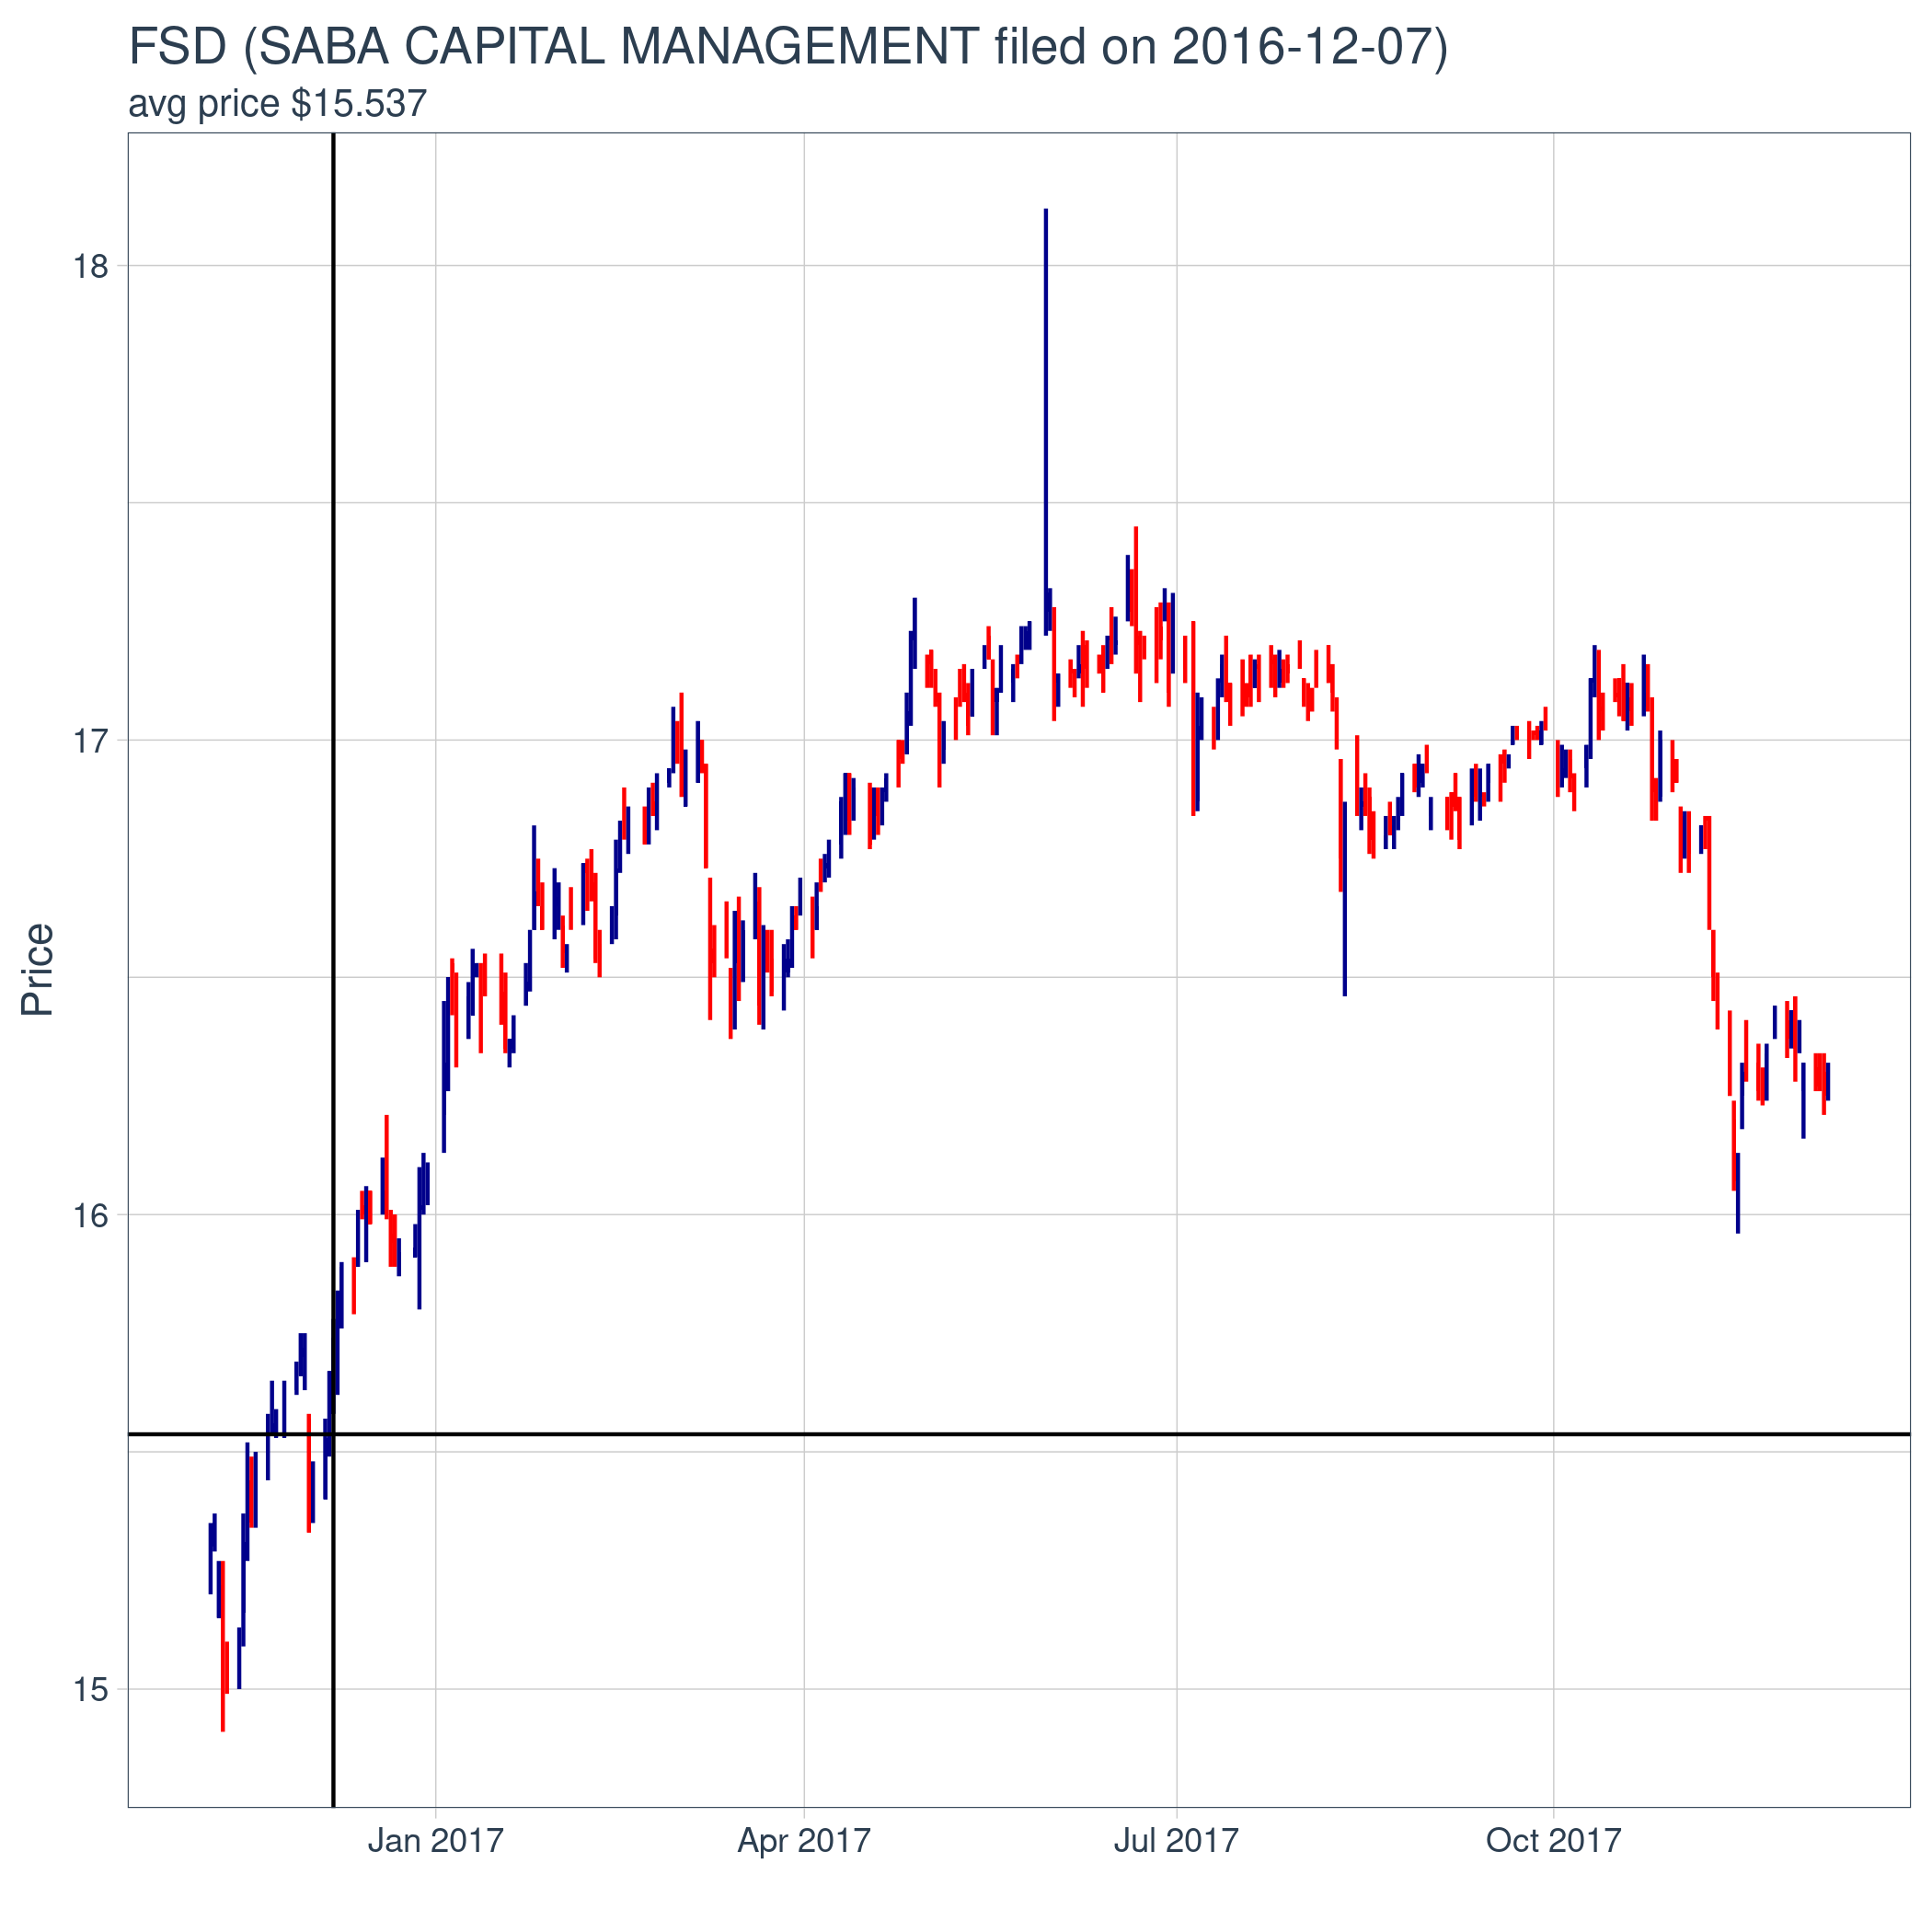 FSD (SABA CAPITAL MANAGEMENT filed on 2016-12-07)
avg price $15.537
18
17
16
15
Price
Jan 2017
Apr 2017
Jul 2017
Oct 2017